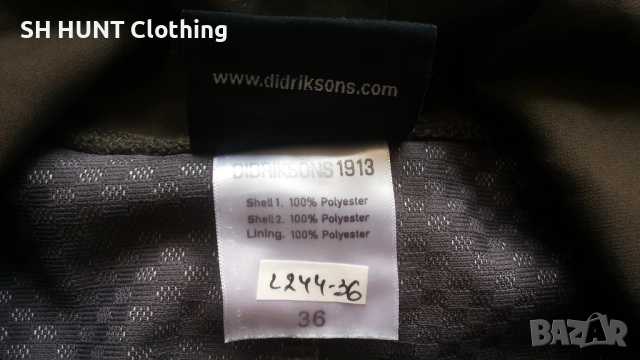 SH HUNT Clothing
www.didriksons.com
DIDRIKSONS 1913
Shell 1. 100% Polyester
Shell 2. 100% Polyester
Lining. 100% Polyester
L244-36
36
BAZAR